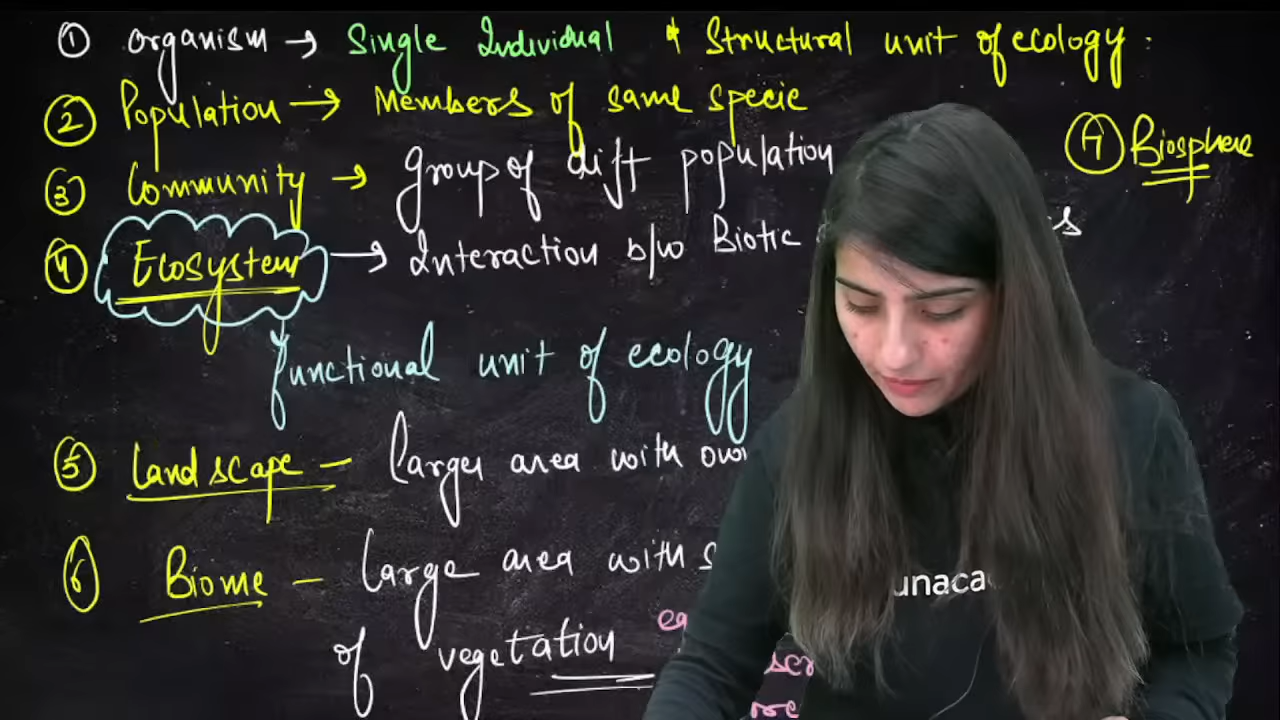 ① organism → Single Individual * Structural unit of ecology
② Population → Members of same specie
③ Community → group of diff population
④ Ecosystem → Interaction b/w Biotic
functional unit of ecology
⑤ Landscape – larger area with own
⑥ Biome – large area with
of vegetation
⑦ Biosphere
unaca